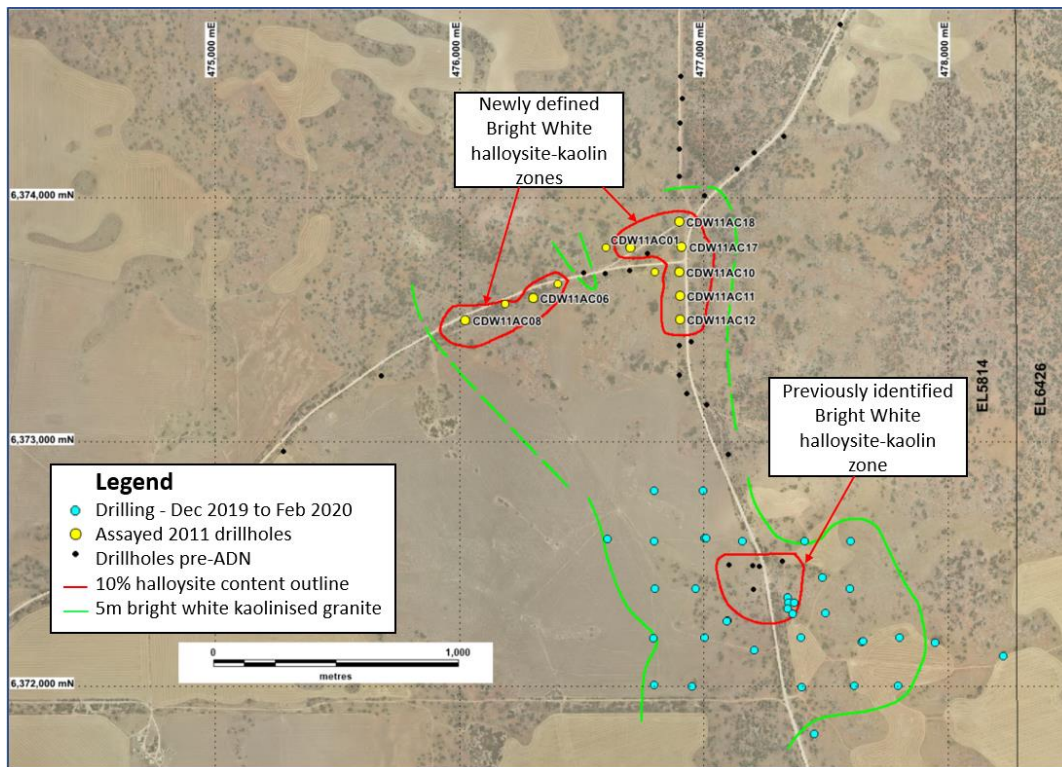 475,000 mE
476,000 mE
477,000 mE
478,000 mE
Newly defined
Bright White
halloysite-kaolin
zones
6,374,000 mN
CDW11AC18
CDW11AC01
CDW11AC17
CDW11AC10
CDW11AC06
CDW11AC11
CDW11AC08
CDW11AC12
EL5814
EL6426
Previously identified
Bright White
halloysite-kaolin
zone
6,373,000 mN
Legend
Drilling - Dec 2019 to Feb 2020
Assayed 2011 drillholes
Drillholes pre-ADN
10% halloysite content outline
5m bright white kaolinised granite
0 1,000
metres
6,372,000 mN